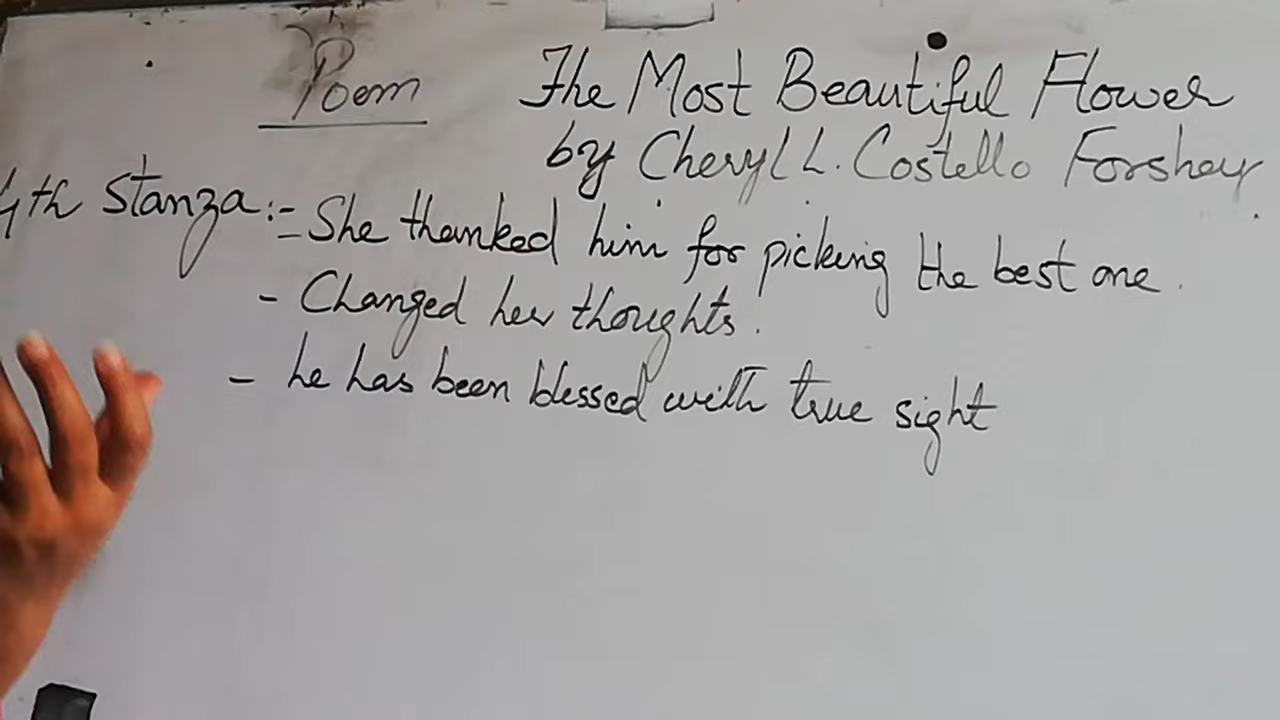 Poem The Most Beautiful Flower
by Cheryl L. Costello Forshey
4th Stanza :- - She thanked him for picking the best one.
- Changed her thoughts.
- he has been blessed with true sight